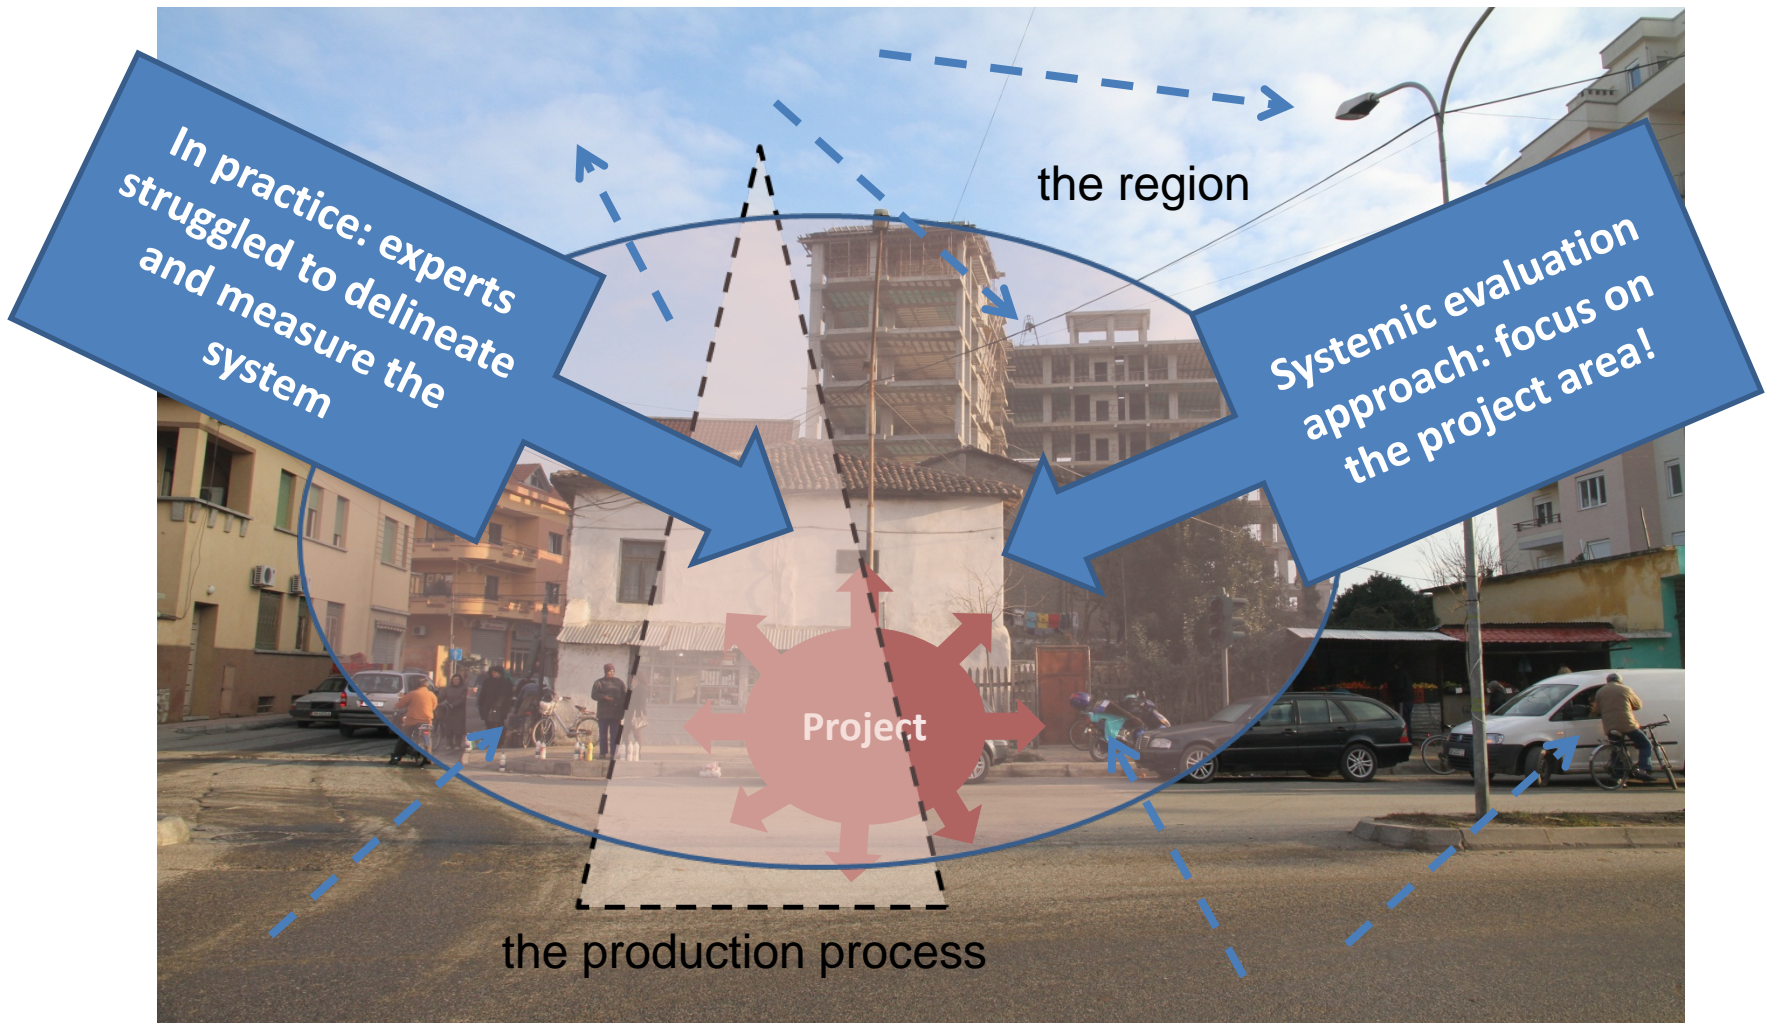 In practice: experts
struggled to delineate
and measure the
system
the region
Systemic evaluation
approach: focus on
the project area!
Project
the production process